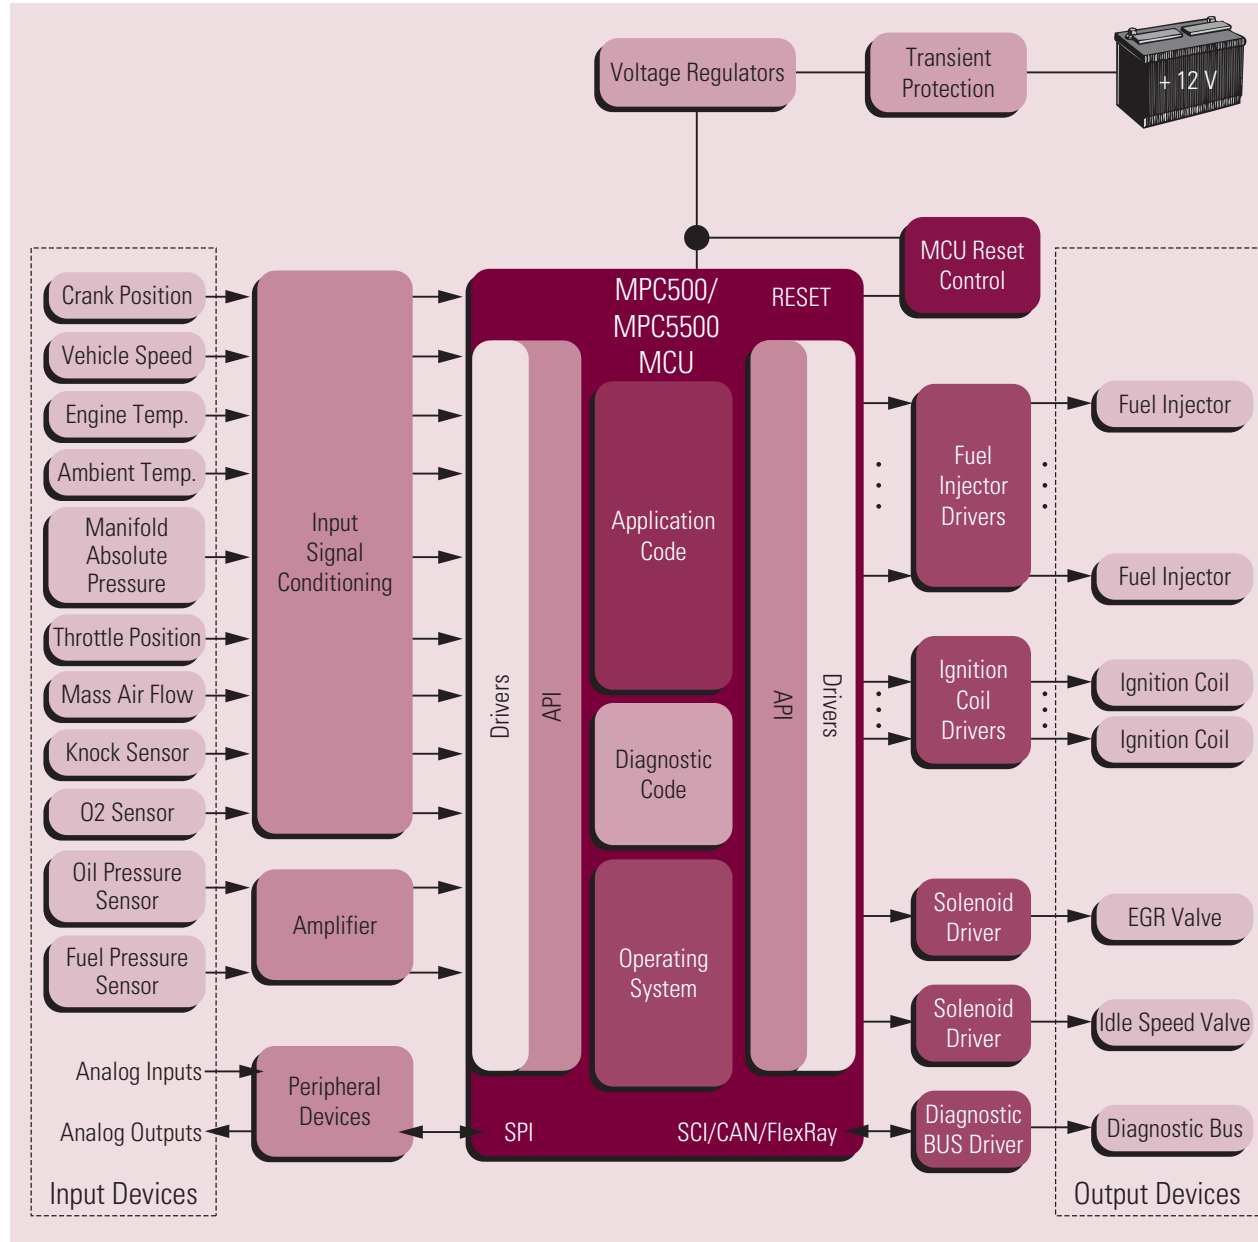 Voltage Regulators
Transient
Protection
+ 12 V
MCU Reset
Control
MPC500/
MPC5500
MCU
RESET
Crank Position
Vehicle Speed
Engine Temp.
Ambient Temp.
Manifold
Absolute
Pressure
Throttle Position
Mass Air Flow
Knock Sensor
O2 Sensor
Oil Pressure
Sensor
Fuel Pressure
Sensor
Analog Inputs
Analog Outputs
Input Devices
Input
Signal
Conditioning
Amplifier
Peripheral
Devices
Drivers
API
Application
Code
Diagnostic
Code
Operating
System
API
Drivers
SPI
SCI/CAN/FlexRay
Fuel
Injector
Drivers
Ignition
Coil
Drivers
Solenoid
Driver
Solenoid
Driver
Diagnostic
BUS Driver
Fuel Injector
Fuel Injector
Ignition Coil
Ignition Coil
EGR Valve
Idle Speed Valve
Diagnostic Bus
Output Devices